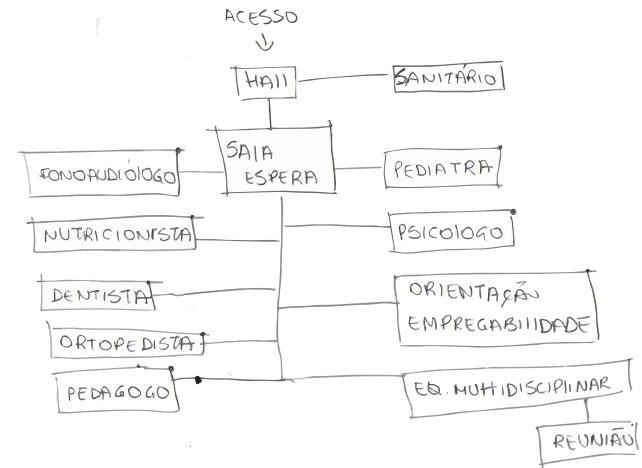 ACESSO
HALL
SANITÁRIO
SALA
ESPERA
FONOAUDIÓLOGO
PEDIATRA
NUTRICIONISTA
PSICOLOGO
DENTISTA
ORIENTAÇÃO
EMPREGABILIDADE
ORTOPEDISTA
PEDAGOGO
EQ. MULTIDISCIPLINAR
REUNIÃO